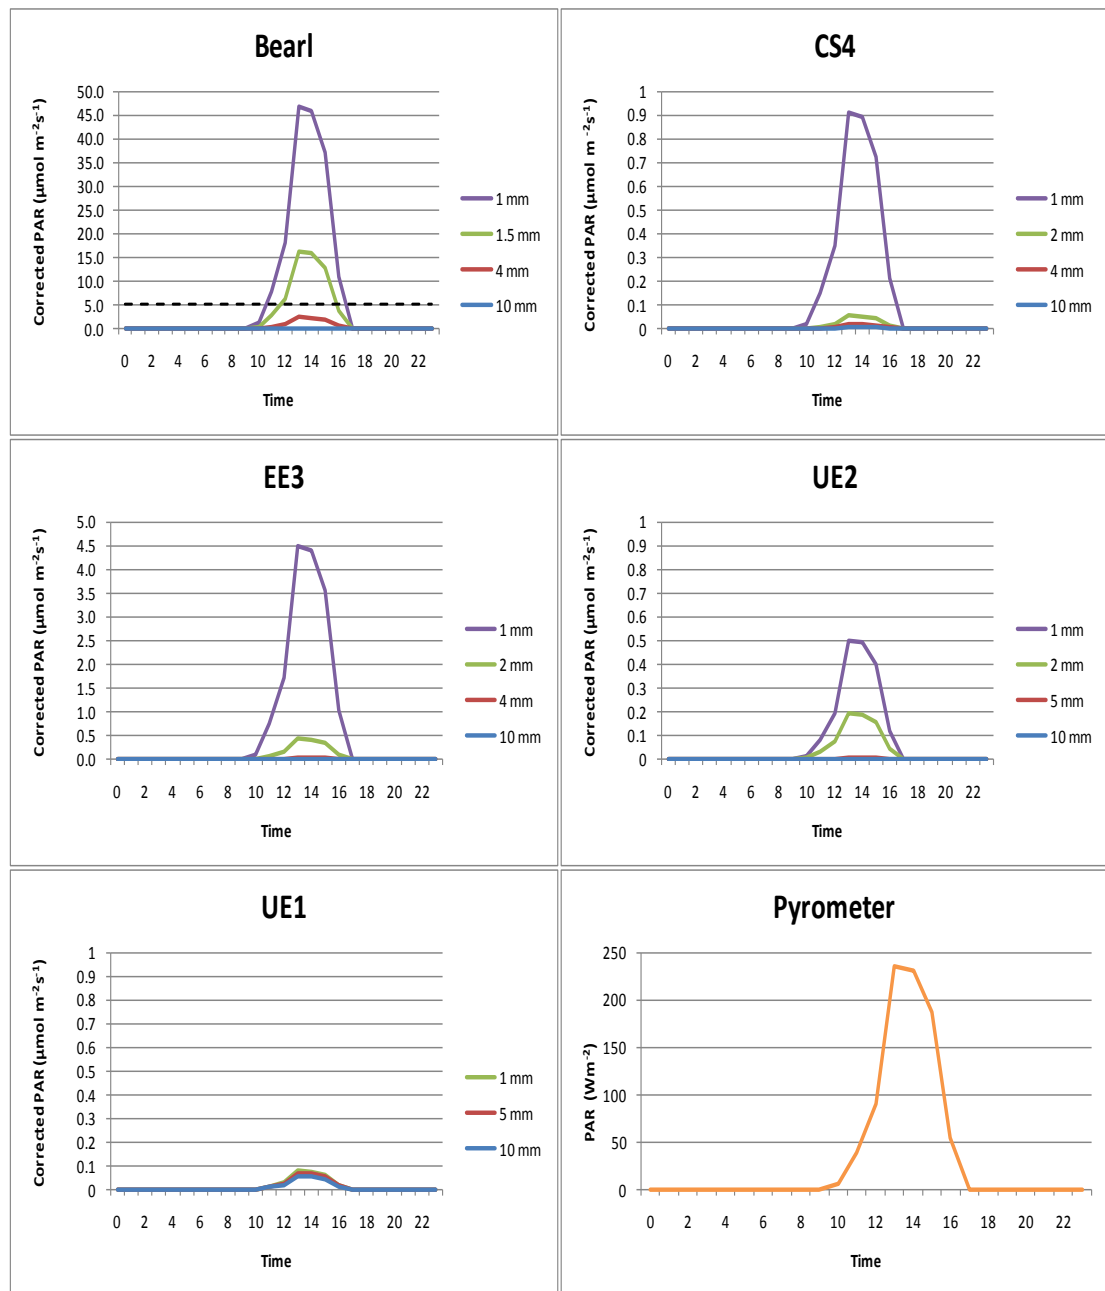 Bearl
Corrected PAR (µmol m⁻²s⁻¹)
50.0
45.0
40.0
35.0
30.0
25.0
20.0
15.0
10.0
5.0
0.0
0 2 4 6 8 10 12 14 16 18 20 22
Time
1 mm
1.5 mm
4 mm
10 mm
CS4
Corrected PAR (µmol m⁻²s⁻¹)
1
0.9
0.8
0.7
0.6
0.5
0.4
0.3
0.2
0.1
0
0 2 4 6 8 10 12 14 16 18 20 22
Time
1 mm
2 mm
4 mm
10 mm
EE3
Corrected PAR (µmol m⁻²s⁻¹)
5.0
4.5
4.0
3.5
3.0
2.5
2.0
1.5
1.0
0.5
0.0
0 2 4 6 8 10 12 14 16 18 20 22
Time
1 mm
2 mm
4 mm
10 mm
UE2
Corrected PAR (µmol m⁻²s⁻¹)
1
0.9
0.8
0.7
0.6
0.5
0.4
0.3
0.2
0.1
0
0 2 4 6 8 10 12 14 16 18 20 22
Time
1 mm
2 mm
5 mm
10 mm
UE1
Corrected PAR (µmol m⁻²s⁻¹)
1
0.9
0.8
0.7
0.6
0.5
0.4
0.3
0.2
0.1
0
0 2 4 6 8 10 12 14 16 18 20 22
Time
1 mm
5 mm
10 mm
Pyrometer
PAR (Wm⁻²)
250
200
150
100
50
0
0 2 4 6 8 10 12 14 16 18 20 22
Time